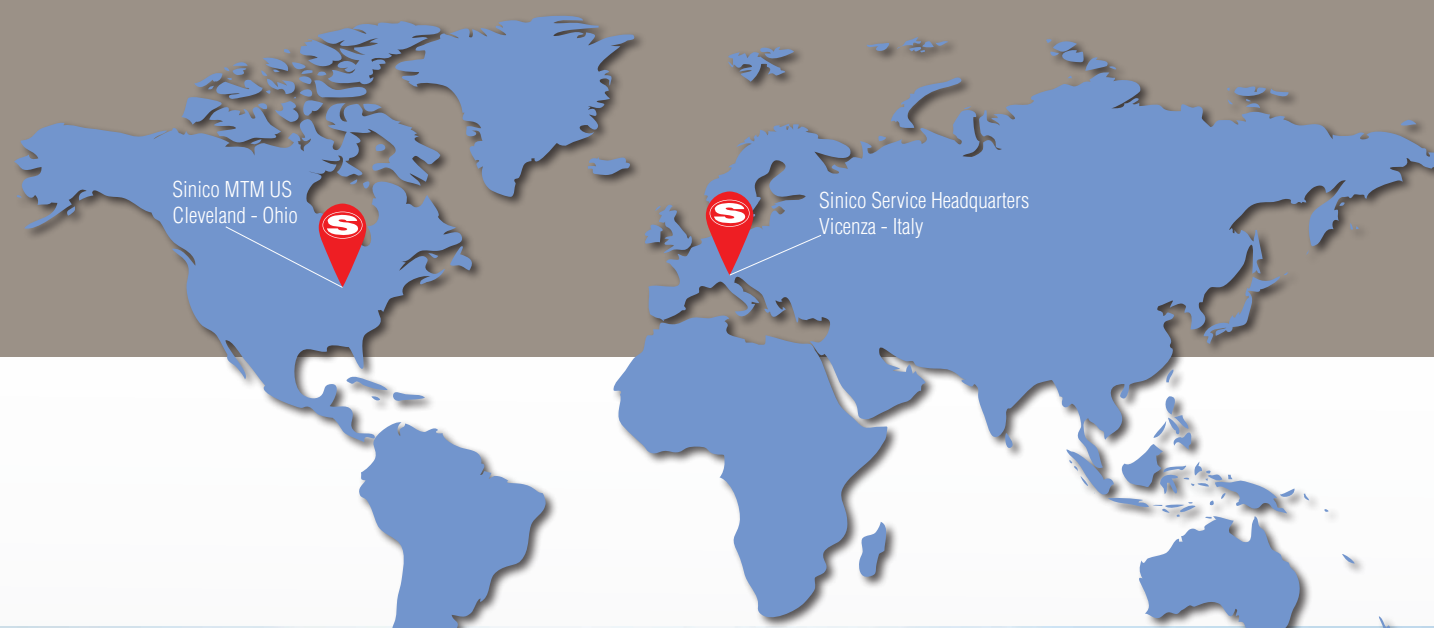 Sinico MTM US
Cleveland - Ohio
S
Sinico Service Headquarters
Vicenza - Italy
S